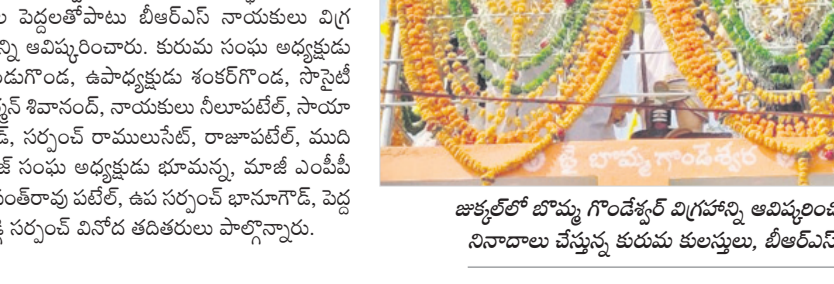 ల పెద్దలతోపాటు బీఆర్ఎస్ నాయకులు విగ్ర
న్ని ఆవిష్కరించారు. కురుమ సంఘ అధ్యక్షుడు
డుగొండ, ఉపాధ్యక్షుడు శంకర్‌గొండ, సొసైటీ
శివానంద్, నాయకులు నీలూపటేల్, సాయా
సర్పంచ్ రాములుసేట్, రాజూపటేల్, ముది
జ్ సంఘ అధ్యక్షుడు భూమన్న, మాజీ ఎంపీపీ
ంత్‌రావు పటేల్, ఉప సర్పంచ్ భానూగౌడ్, పెద్ద
సర్పంచ్ వినోద తదితరులు పాల్గొన్నారు.
జై బొమ్మ గొండేశ్వర
జుక్కల్‌లో బొమ్మ గొండేశ్వర్ విగ్రహాన్ని ఆవిష్కరించి
నినాదాలు చేస్తున్న కురుమ కులస్తులు, బీఆర్ఎస్